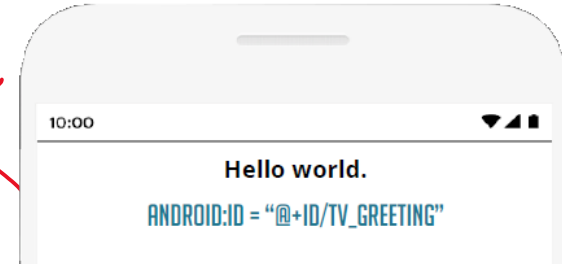 10:00
Hello world.
ANDROID:ID = “@+ID/TV_GREETING”